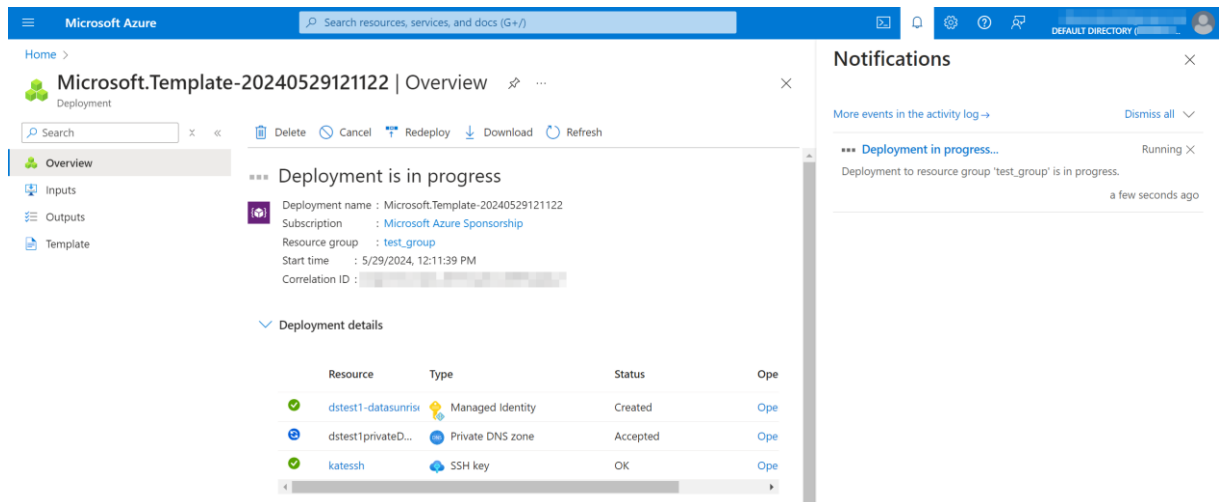 Microsoft Azure
Search resources, services, and docs (G+/)
DEFAULT DIRECTORY (
Home >
Microsoft.Template-20240529121122 | Overview
Deployment
Search
Overview
Inputs
Outputs
Template
Delete Cancel Redeploy Download Refresh
Deployment is in progress
Deployment name : Microsoft.Template-20240529121122
Subscription : Microsoft Azure Sponsorship
Resource group : test_group
Start time : 5/29/2024, 12:11:39 PM
Correlation ID :
Deployment details
Resource Type Status Ope
dstest1-datasunris Managed Identity Created Ope
dstest1privateD... Private DNS zone Accepted Ope
katessh SSH key OK Ope
Notifications
More events in the activity log → Dismiss all
Deployment in progress... Running
Deployment to resource group 'test_group' is in progress.
a few seconds ago